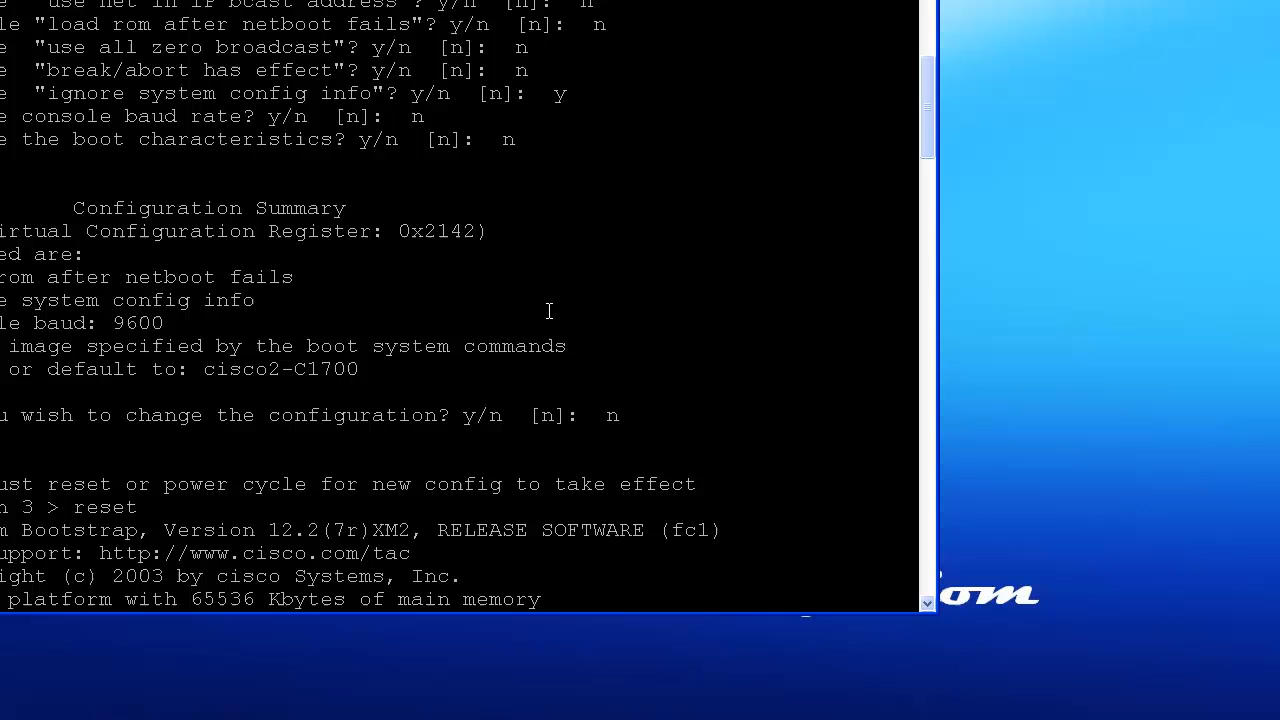 "use net in IP bcast address"? y/n [n]: n
le "load rom after netboot fails"? y/n [n]: n
e "use all zero broadcast"? y/n [n]: n
e "break/abort has effect"? y/n [n]: n
e "ignore system config info"? y/n [n]: y
e console baud rate? y/n [n]: n
e the boot characteristics? y/n [n]: n
Configuration Summary
irtual Configuration Register: 0x2142)
ed are:
rom after netboot fails
e system config info
le baud: 9600
image specified by the boot system commands
or default to: cisco2-C1700
u wish to change the configuration? y/n [n]: n
ust reset or power cycle for new config to take effect
n 3 > reset
m Bootstrap, Version 12.2(7r)XM2, RELEASE SOFTWARE (fc1)
upport: http://www.cisco.com/tac
ight (c) 2003 by cisco Systems, Inc.
platform with 65536 Kbytes of main memory
om